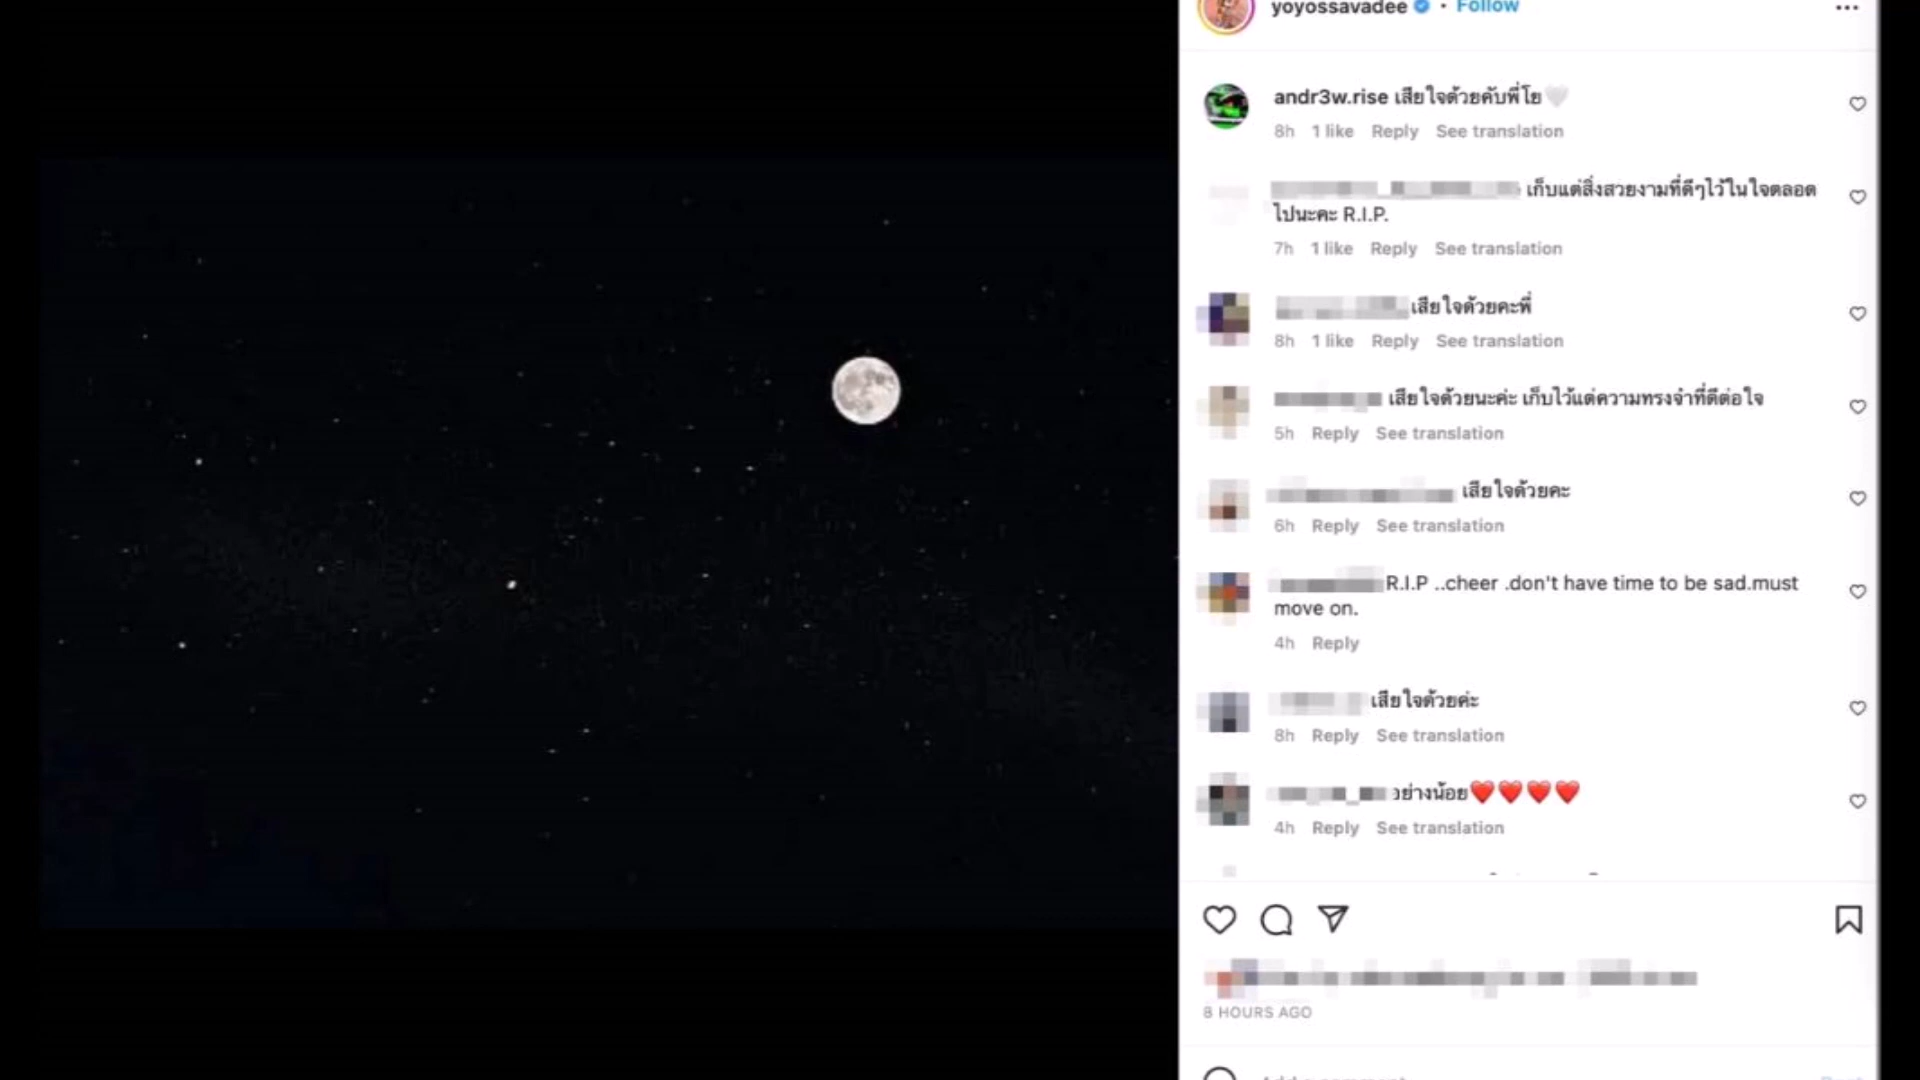 yoyossavadee • Follow
andr3w.rise เสียใจด้วยคับพี่โย🤍
8h 1 like Reply See translation
เก็บแต่สิ่งสวยงามที่ดีๆไว้ในใจตลอด
ไปนะคะ R.I.P.
7h 1 like Reply See translation
เสียใจด้วยคะพี่
8h 1 like Reply See translation
เสียใจด้วยนะค่ะ เก็บไว้แต่ความทรงจำที่ดีต่อใจ
5h Reply See translation
เสียใจด้วยคะ
6h Reply See translation
R.I.P ..cheer .don't have time to be sad.must
move on.
4h Reply
เสียใจด้วยค่ะ
8h Reply See translation
อย่างน้อย❤️❤️❤️❤️
4h Reply See translation
8 HOURS AGO